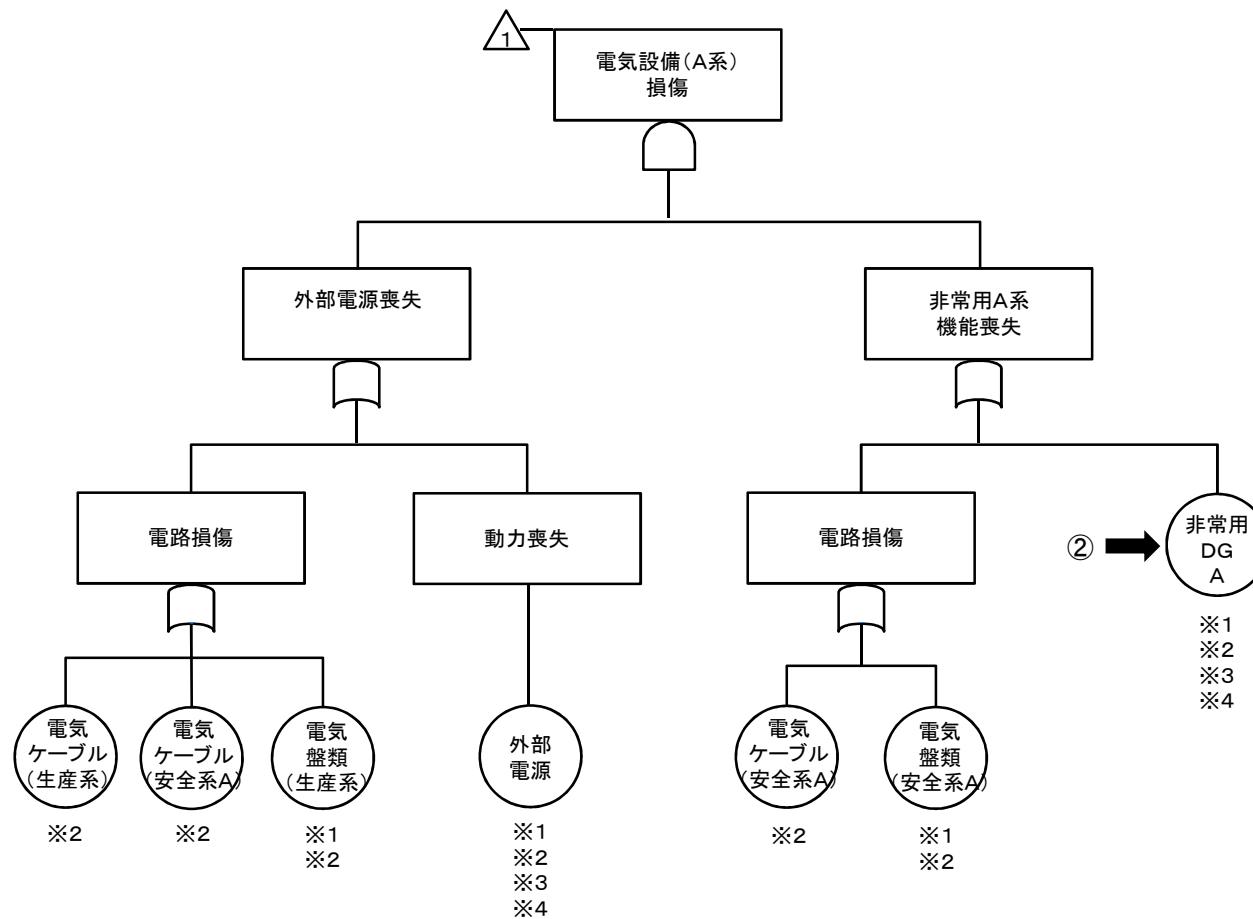 1
電気設備(A系)
損傷
外部電源喪失
非常用A系
機能喪失
電路損傷
動力喪失
電路損傷
②
非常用
DG
A
※1
※2
※3
※4
電気
ケーブル
(生産系)
※2
電気
ケーブル
(安全系A)
※2
電気
盤類
(生産系)
※1
※2
外部
電源
※1
※2
※3
※4
電気
ケーブル
(安全系A)
※2
電気
盤類
(安全系A)
※1
※2